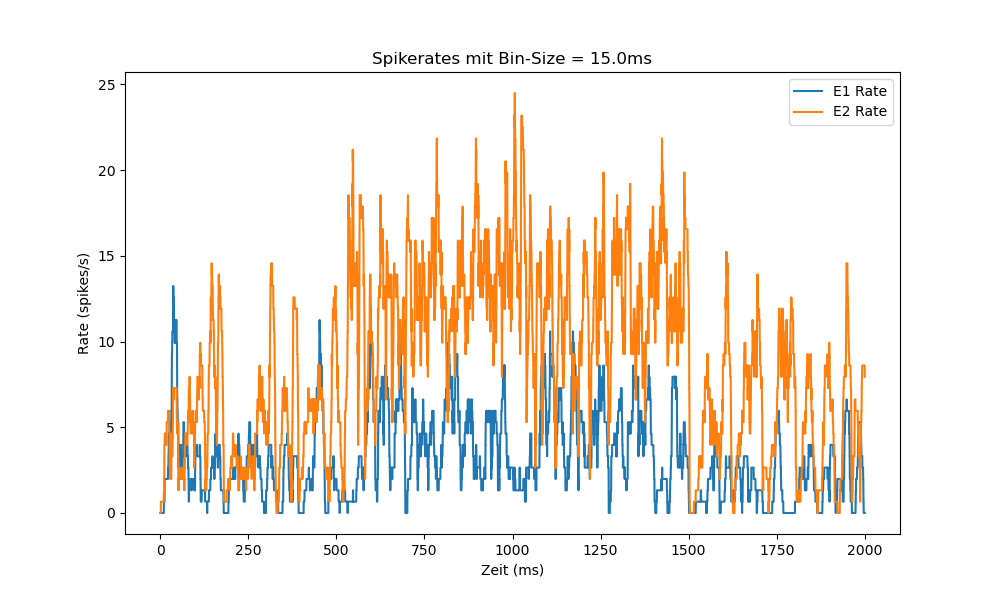 Spikerates mit Bin-Size = 15.0ms
E1 Rate
E2 Rate
Rate (spikes/s)
25
20
15
10
5
0
0 250 500 750 1000 1250 1500 1750 2000
Zeit (ms)